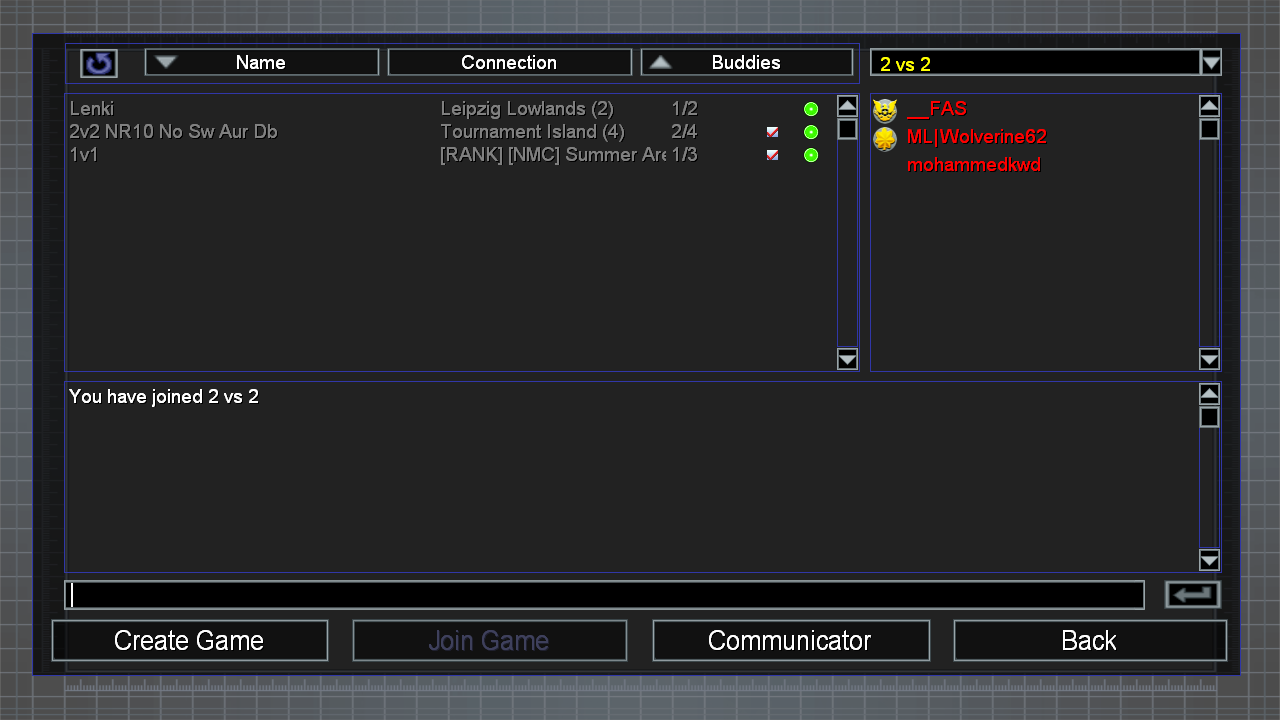 Name Connection Buddies 2 vs 2
Lenki Leipzig Lowlands (2) 1/2
2v2 NR10 No Sw Aur Db Tournament Island (4) 2/4
1v1 [RANK] [NMC] Summer Are 1/3
__FAS
ML|Wolverine62
mohammedkwd
You have joined 2 vs 2
Create Game Join Game Communicator Back